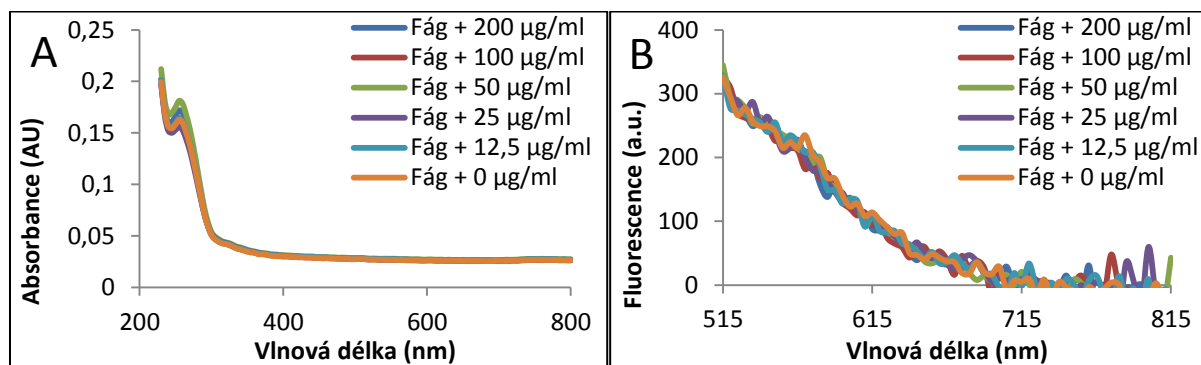 A
Absorbance (AU)
0,25
0,2
0,15
0,1
0,05
0
200
400
600
800
Vlnová délka (nm)
Fág + 200 µg/ml
Fág + 100 µg/ml
Fág + 50 µg/ml
Fág + 25 µg/ml
Fág + 12,5 µg/ml
Fág + 0 µg/ml
B
Fluorescence (a.u.)
400
300
200
100
0
515
615
715
815
Vlnová délka (nm)
Fág + 200 µg/ml
Fág + 100 µg/ml
Fág + 50 µg/ml
Fág + 25 µg/ml
Fág + 12,5 µg/ml
Fág + 0 µg/ml